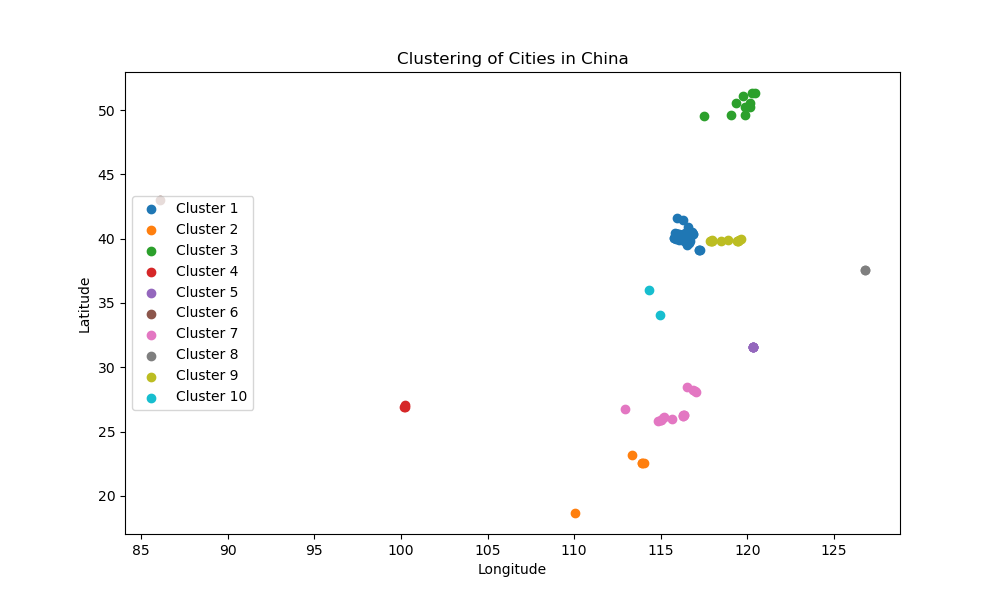 Clustering of Cities in China
50
45
40
35
30
25
20
Latitude
Cluster 1
Cluster 2
Cluster 3
Cluster 4
Cluster 5
Cluster 6
Cluster 7
Cluster 8
Cluster 9
Cluster 10
85 90 95 100 105 110 115 120 125
Longitude